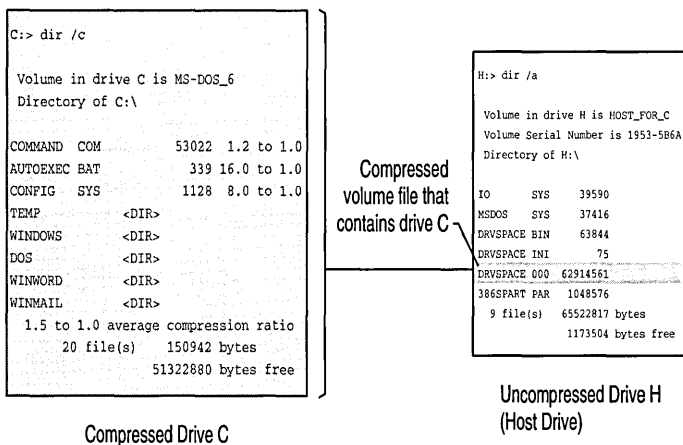 C:> dir /c
Volume in drive C is MS-DOS_6
Directory of C:\
COMMAND COM 53022 1.2 to 1.0
AUTOEXEC BAT 339 16.0 to 1.0
CONFIG SYS 1128 8.0 to 1.0
TEMP <DIR>
WINDOWS <DIR>
DOS <DIR>
WINWORD <DIR>
WINMAIL <DIR>
1.5 to 1.0 average compression ratio
20 file(s) 150942 bytes
51322880 bytes free
Compressed Drive C
Compressed
volume file that
contains drive C
H:> dir /a
Volume in drive H is HOST_FOR_C
Volume Serial Number is 1953-5B6A
Directory of H:\
IO SYS 39590
MSDOS SYS 37416
DRVSPACE BIN 63844
DRVSPACE INI 75
DRVSPACE 000 62914561
386SPART PAR 1048576
9 file(s) 65522817 bytes
1173504 bytes free
Uncompressed Drive H
(Host Drive)